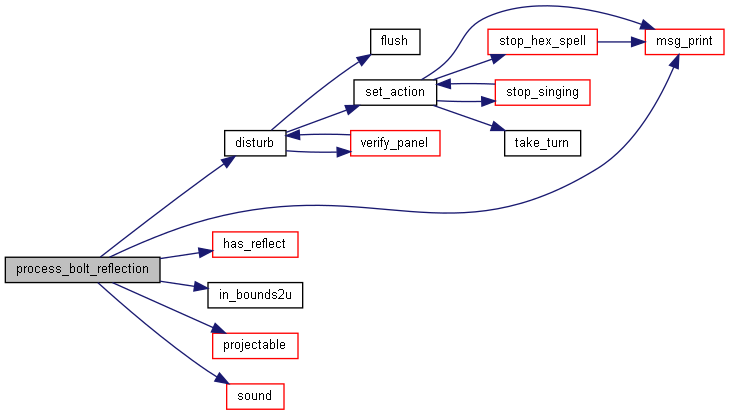 flush
stop_hex_spell
msg_print
set_action
stop_singing
disturb
verify_panel
take_turn
process_bolt_reflection
has_reflect
in_bounds2u
projectable
sound